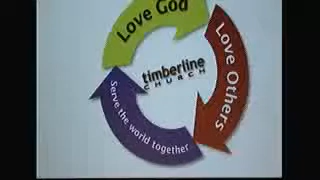 Love God
Love Others
Serve the world together
timberline
CHURCH